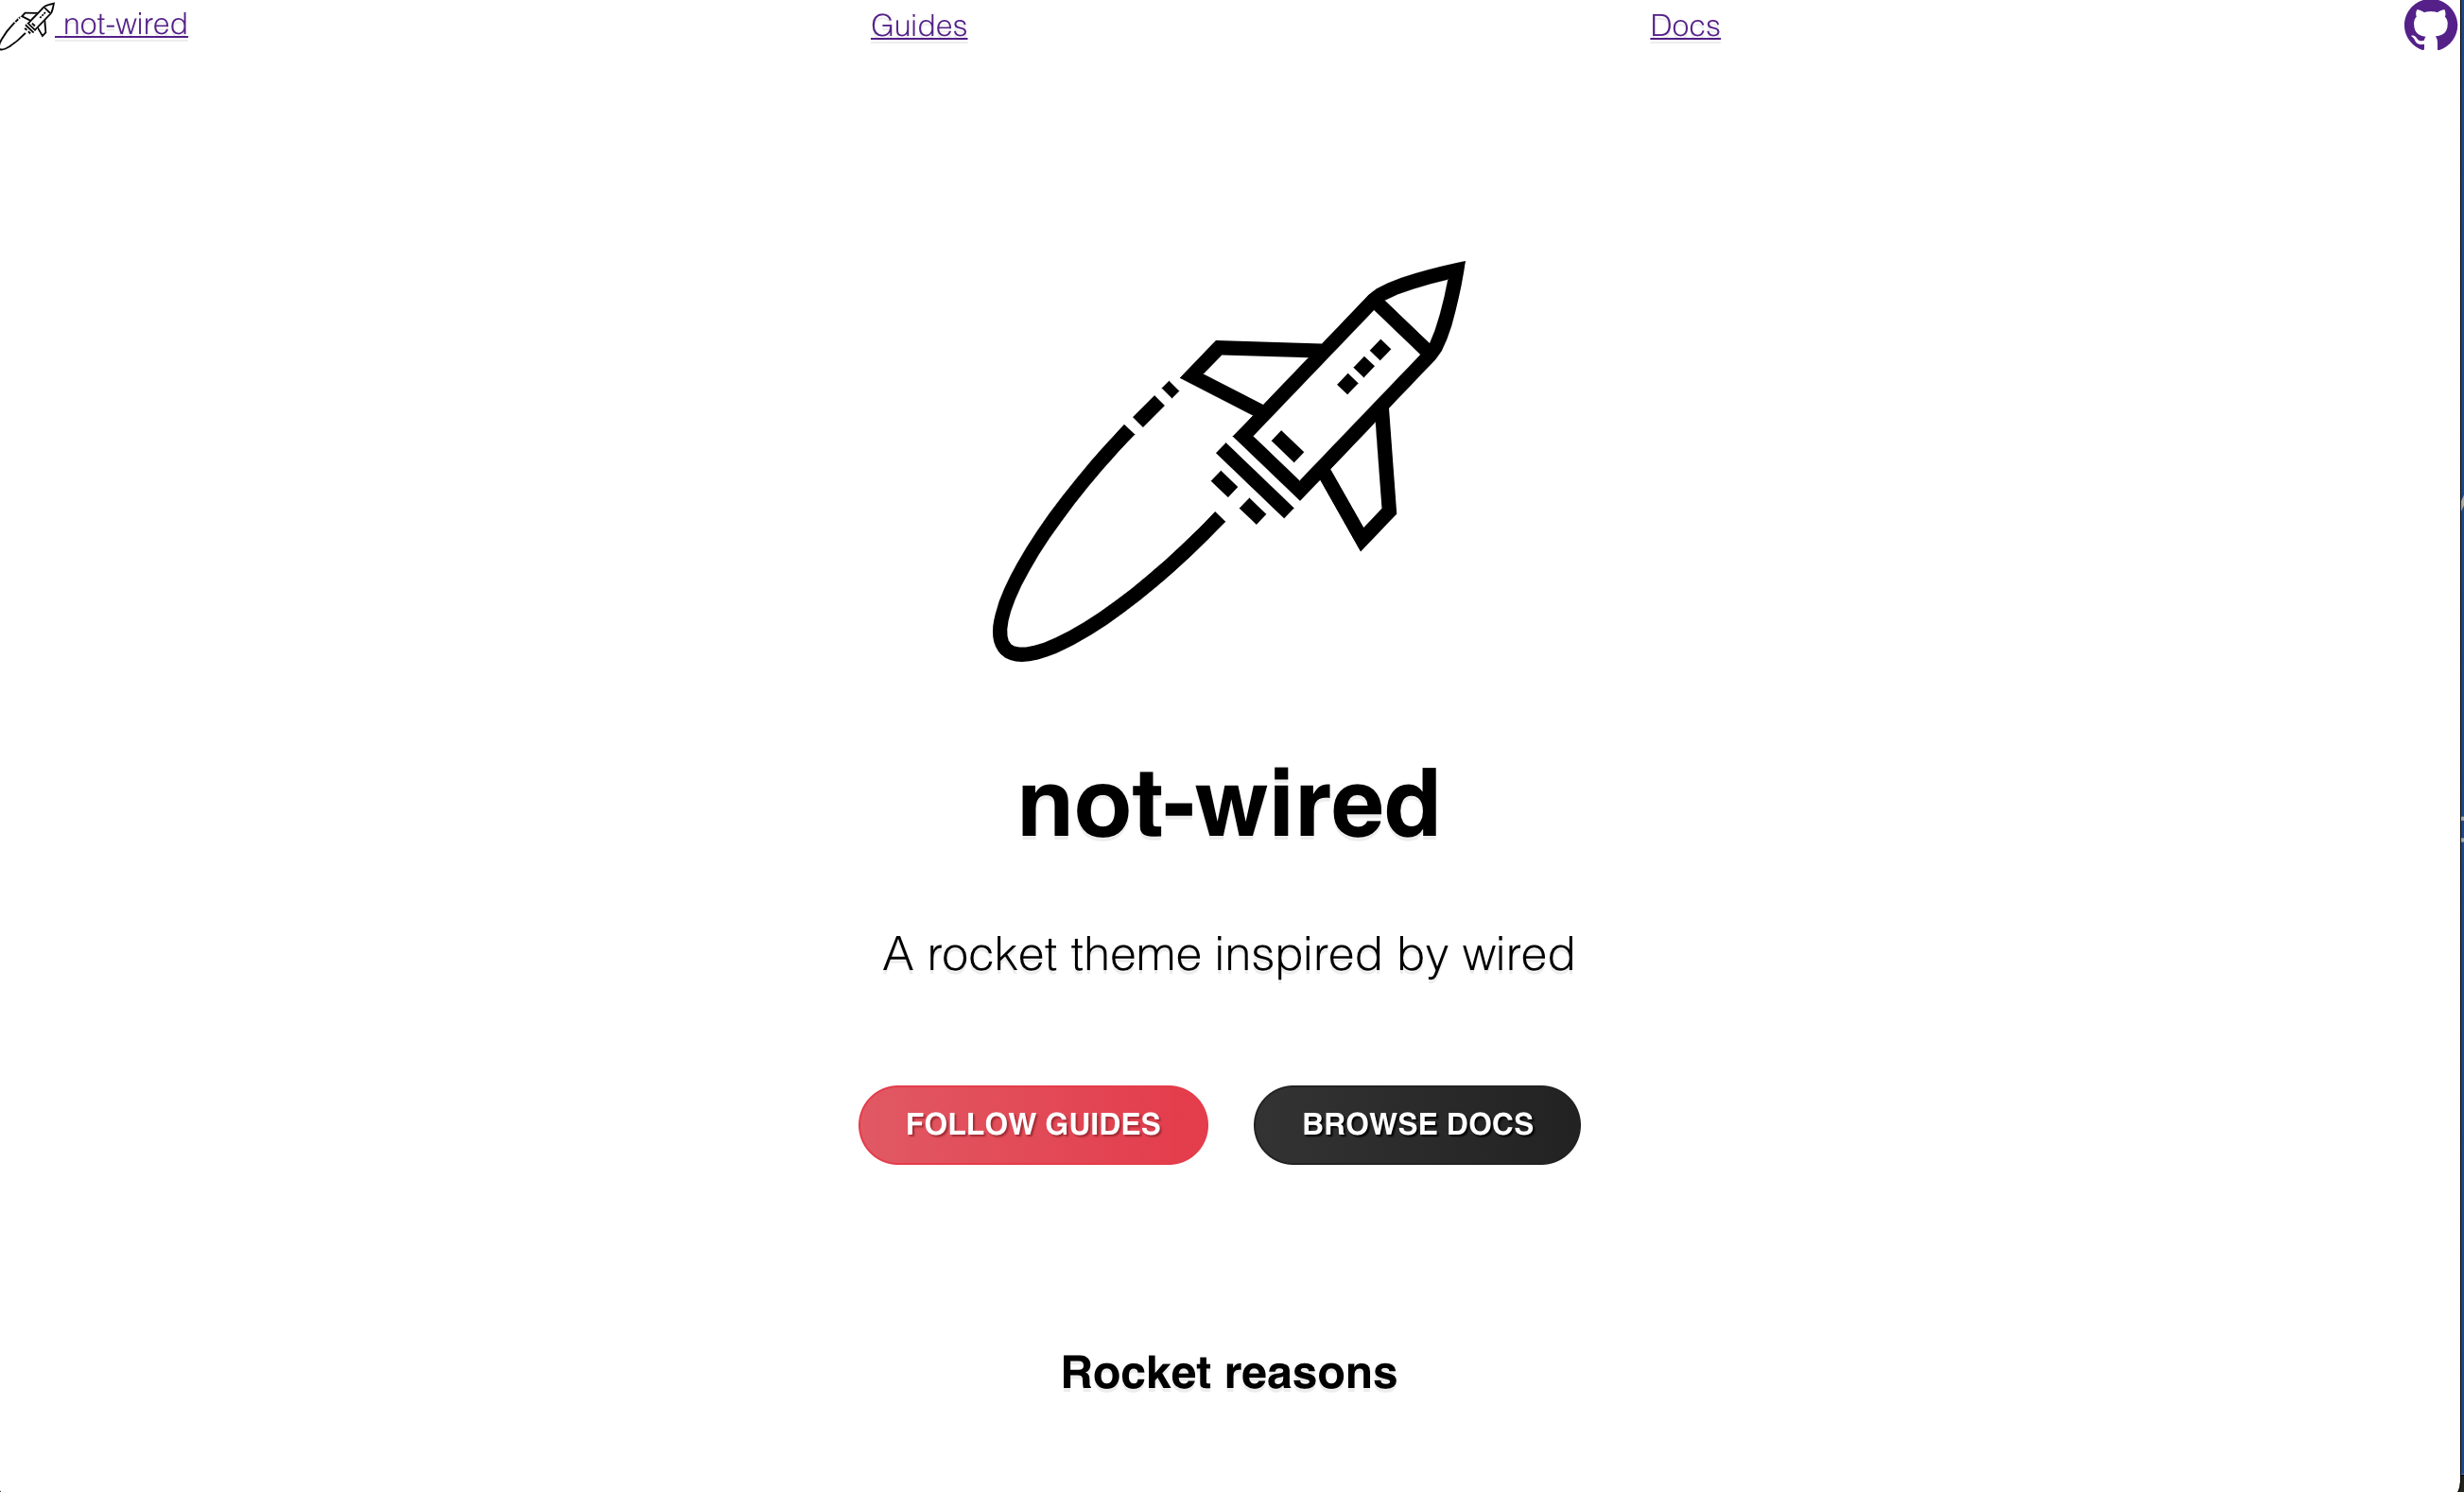 not-wired
Guides
Docs
not-wired
A rocket theme inspired by wired
FOLLOW GUIDES
BROWSE DOCS
Rocket reasons